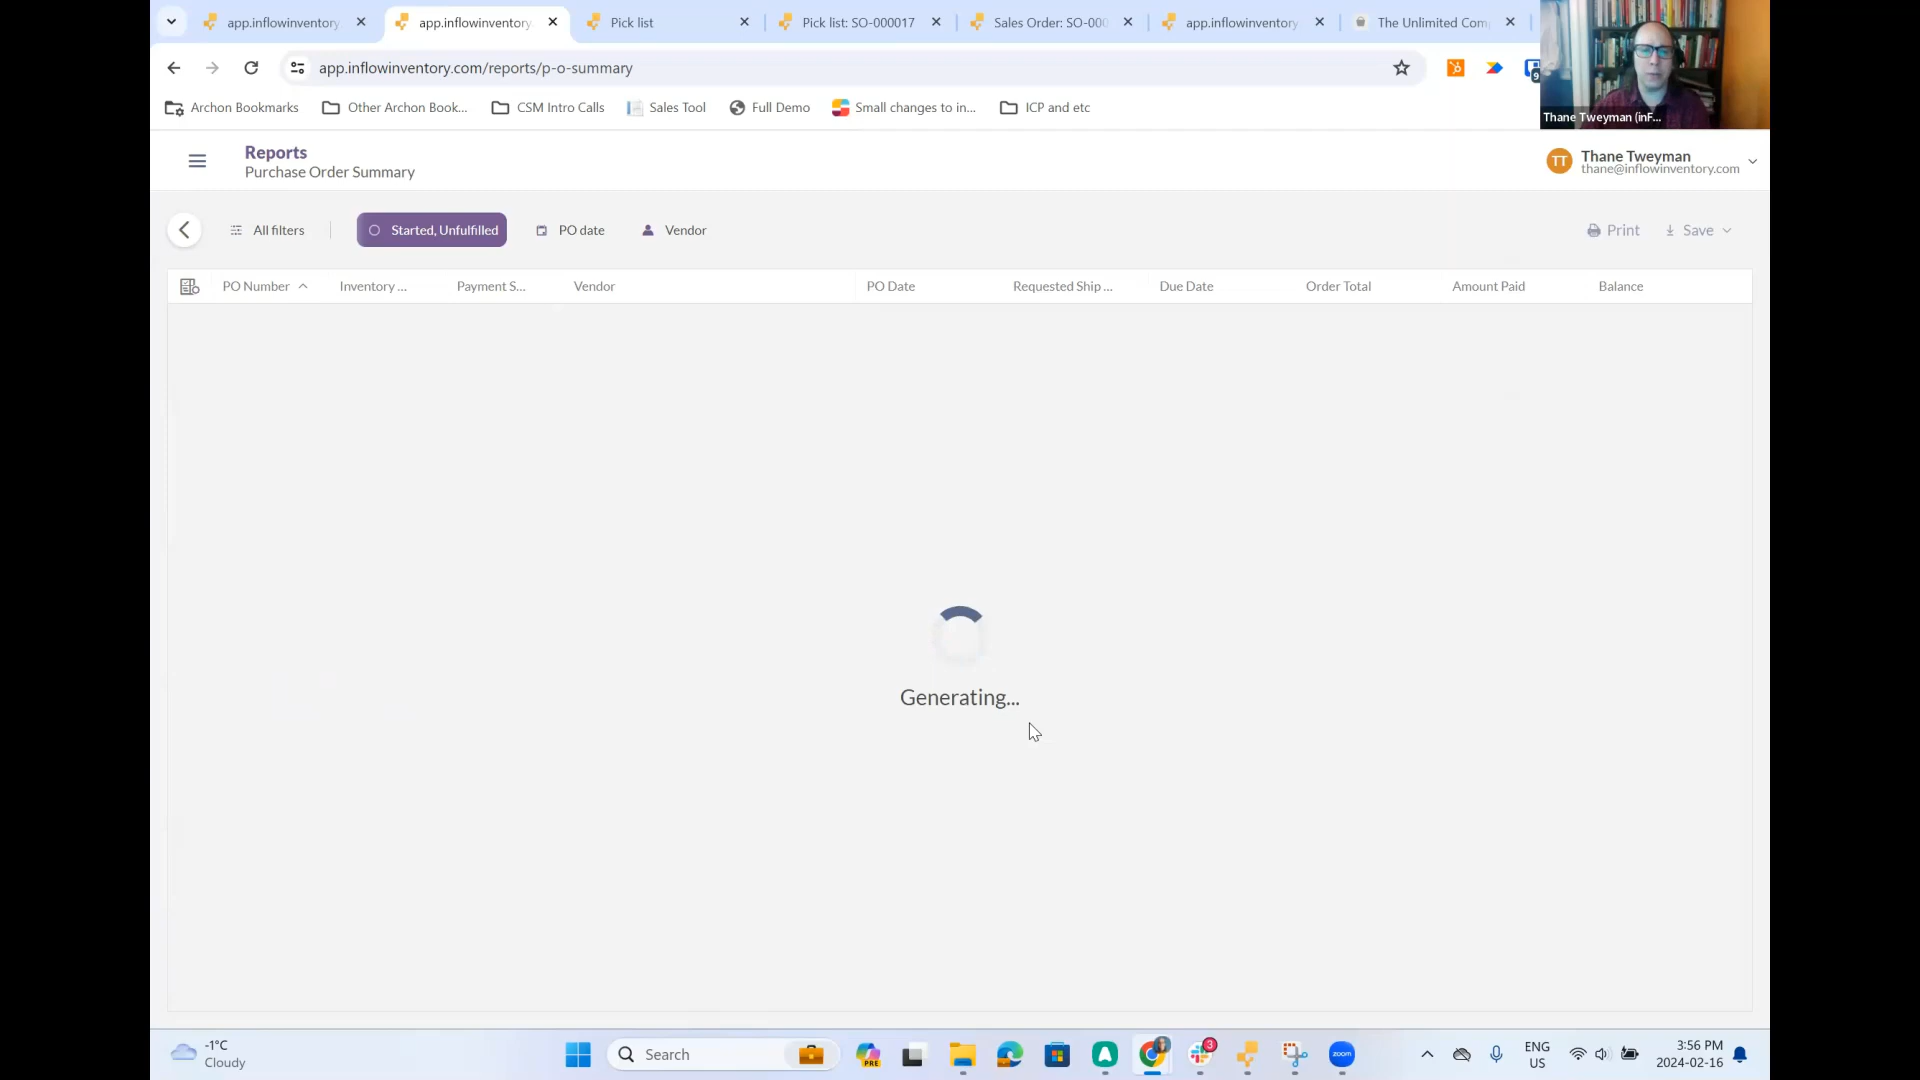 app.inflowinventory
app.inflowinventory
Pick list
Pick list: SO-000017
Sales Order: SO-000
app.inflowinventory
The Unlimited Com
app.inflowinventory.com/reports/p-o-summary
9
Archon Bookmarks
Other Archon Book...
CSM Intro Calls
Sales Tool
Full Demo
Small changes to in...
ICP and etc
Thane Tweyman (inF...
Reports
Purchase Order Summary
TT
Thane Tweyman
thane@inflowinventory.com
All filters
Started, Unfulfilled
PO date
Vendor
Print
Save
PO Number
Inventory ...
Payment S...
Vendor
PO Date
Requested Ship ...
Due Date
Order Total
Amount Paid
Balance
Generating...
-1°C
Cloudy
Search
PRE
3
zoom
ENG
US
3:56 PM
2024-02-16